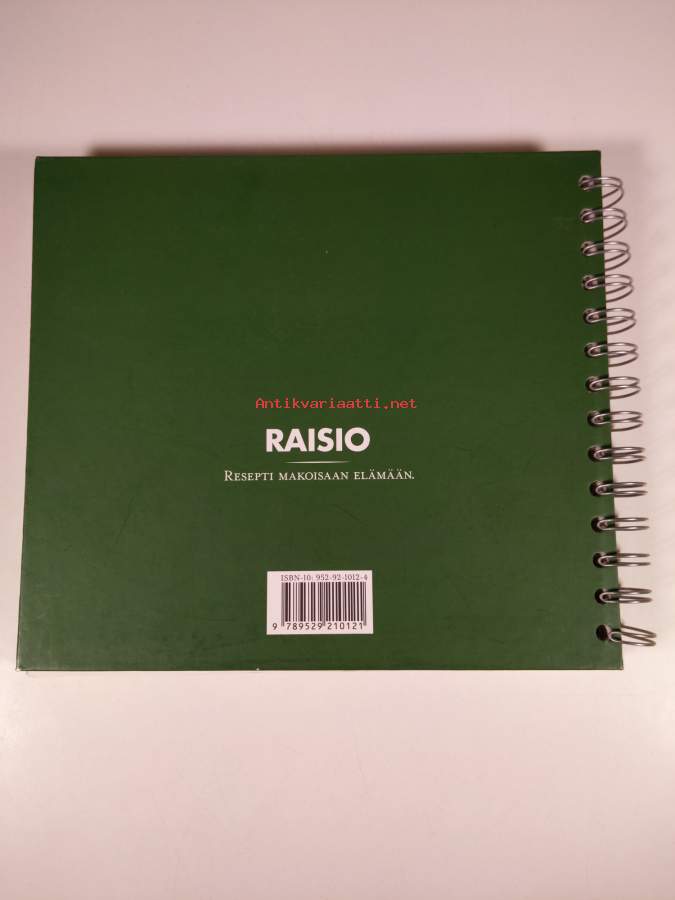 Antikvariaatti.net
RAISIO
RESEPTI MAKOISAAN ELÄMÄÄN.
ISBN-10: 952-92-1012-4
9 789529 210121